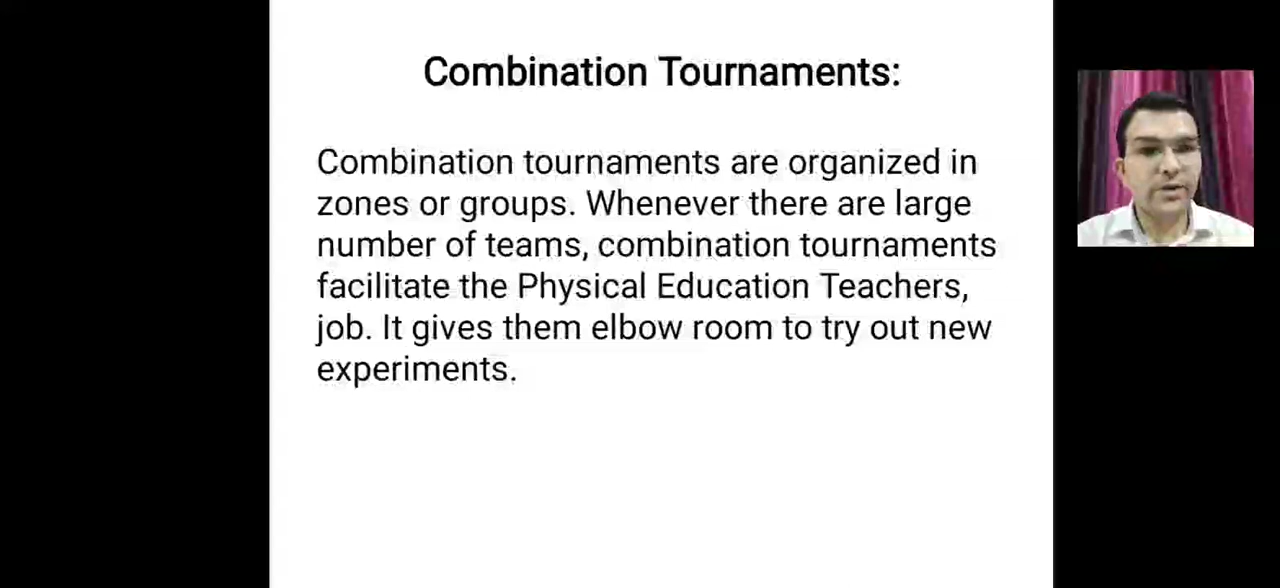 Combination Tournaments:
Combination tournaments are organized in
zones or groups. Whenever there are large
number of teams, combination tournaments
facilitate the Physical Education Teachers,
job. It gives them elbow room to try out new
experiments.